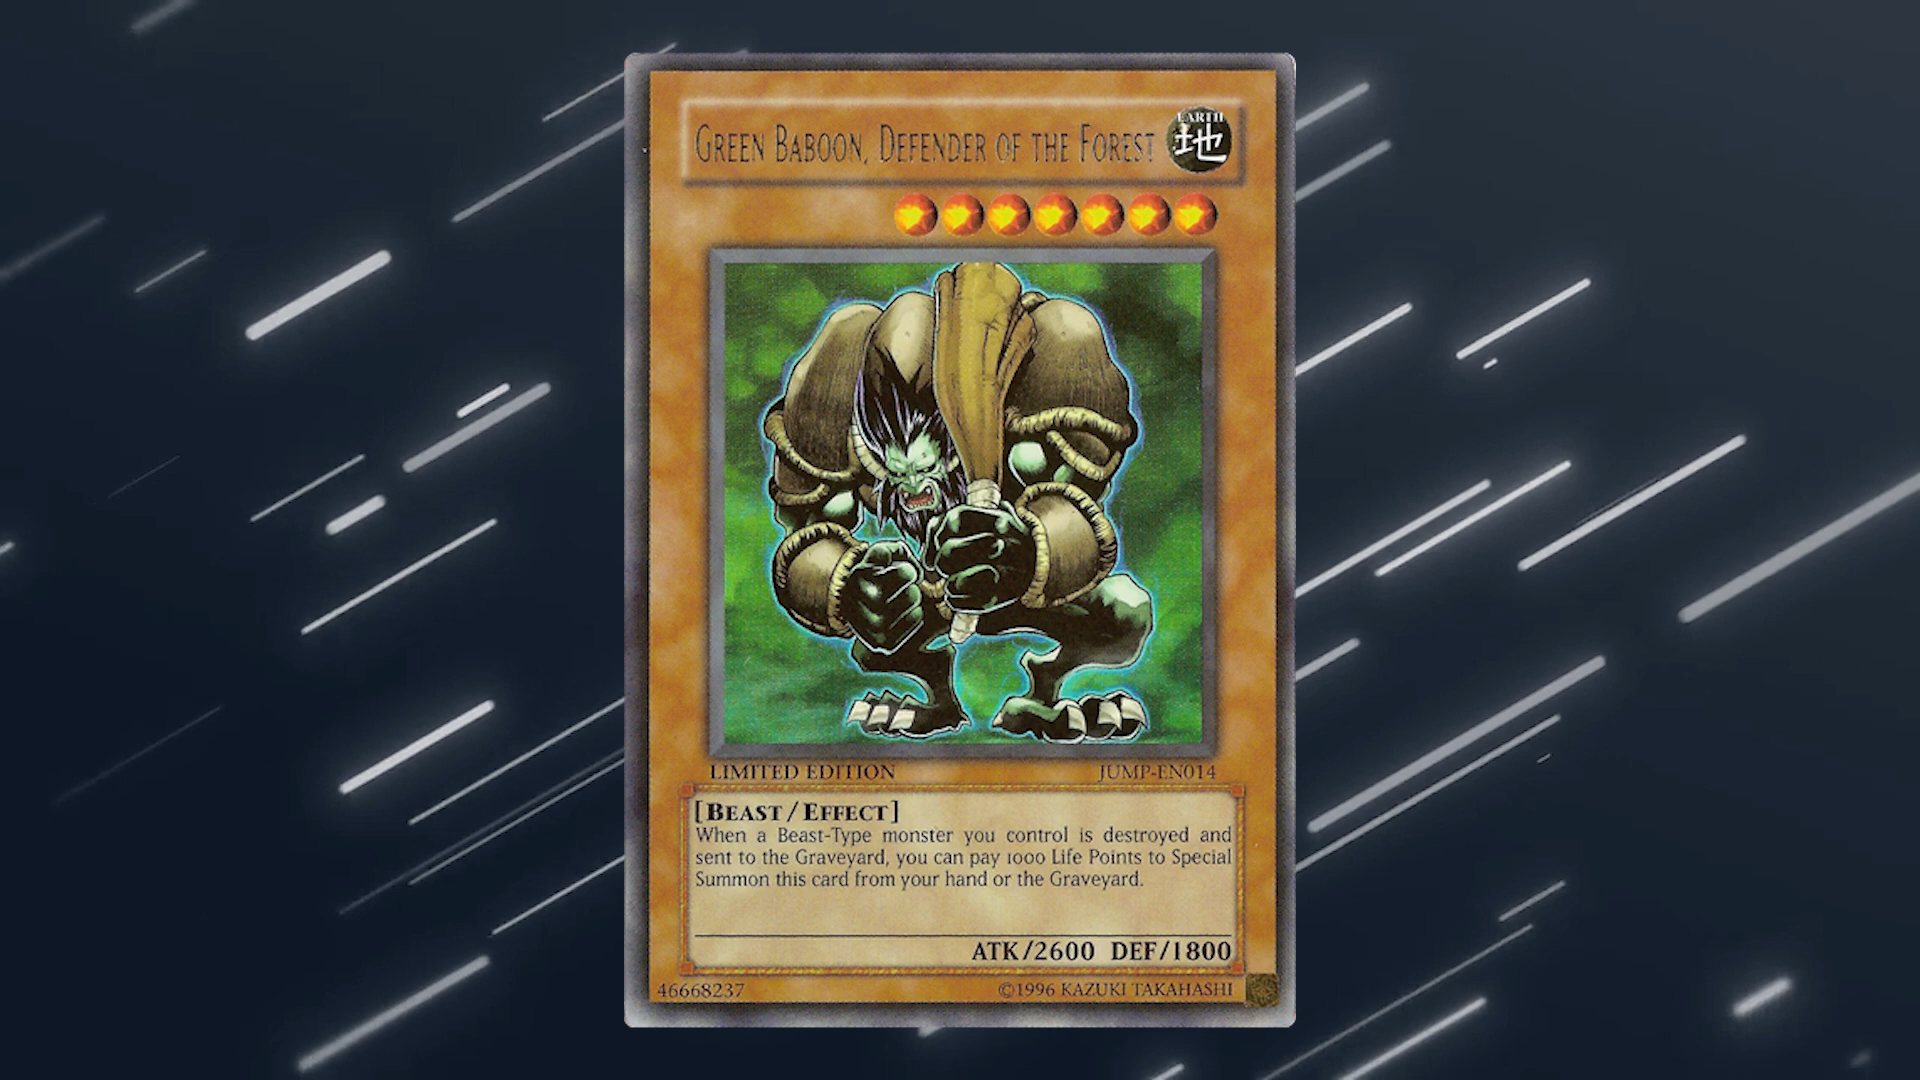 GREEN BABOON, DEFENDER OF THE FOREST
EARTH
地
LIMITED EDITION JUMP-EN014
[BEAST/EFFECT]
When a Beast-Type monster you control is destroyed and
sent to the Graveyard, you can pay 1000 Life Points to Special
Summon this card from your hand or the Graveyard.
ATK/2600 DEF/1800
46668237 ©1996 KAZUKI TAKAHASHI